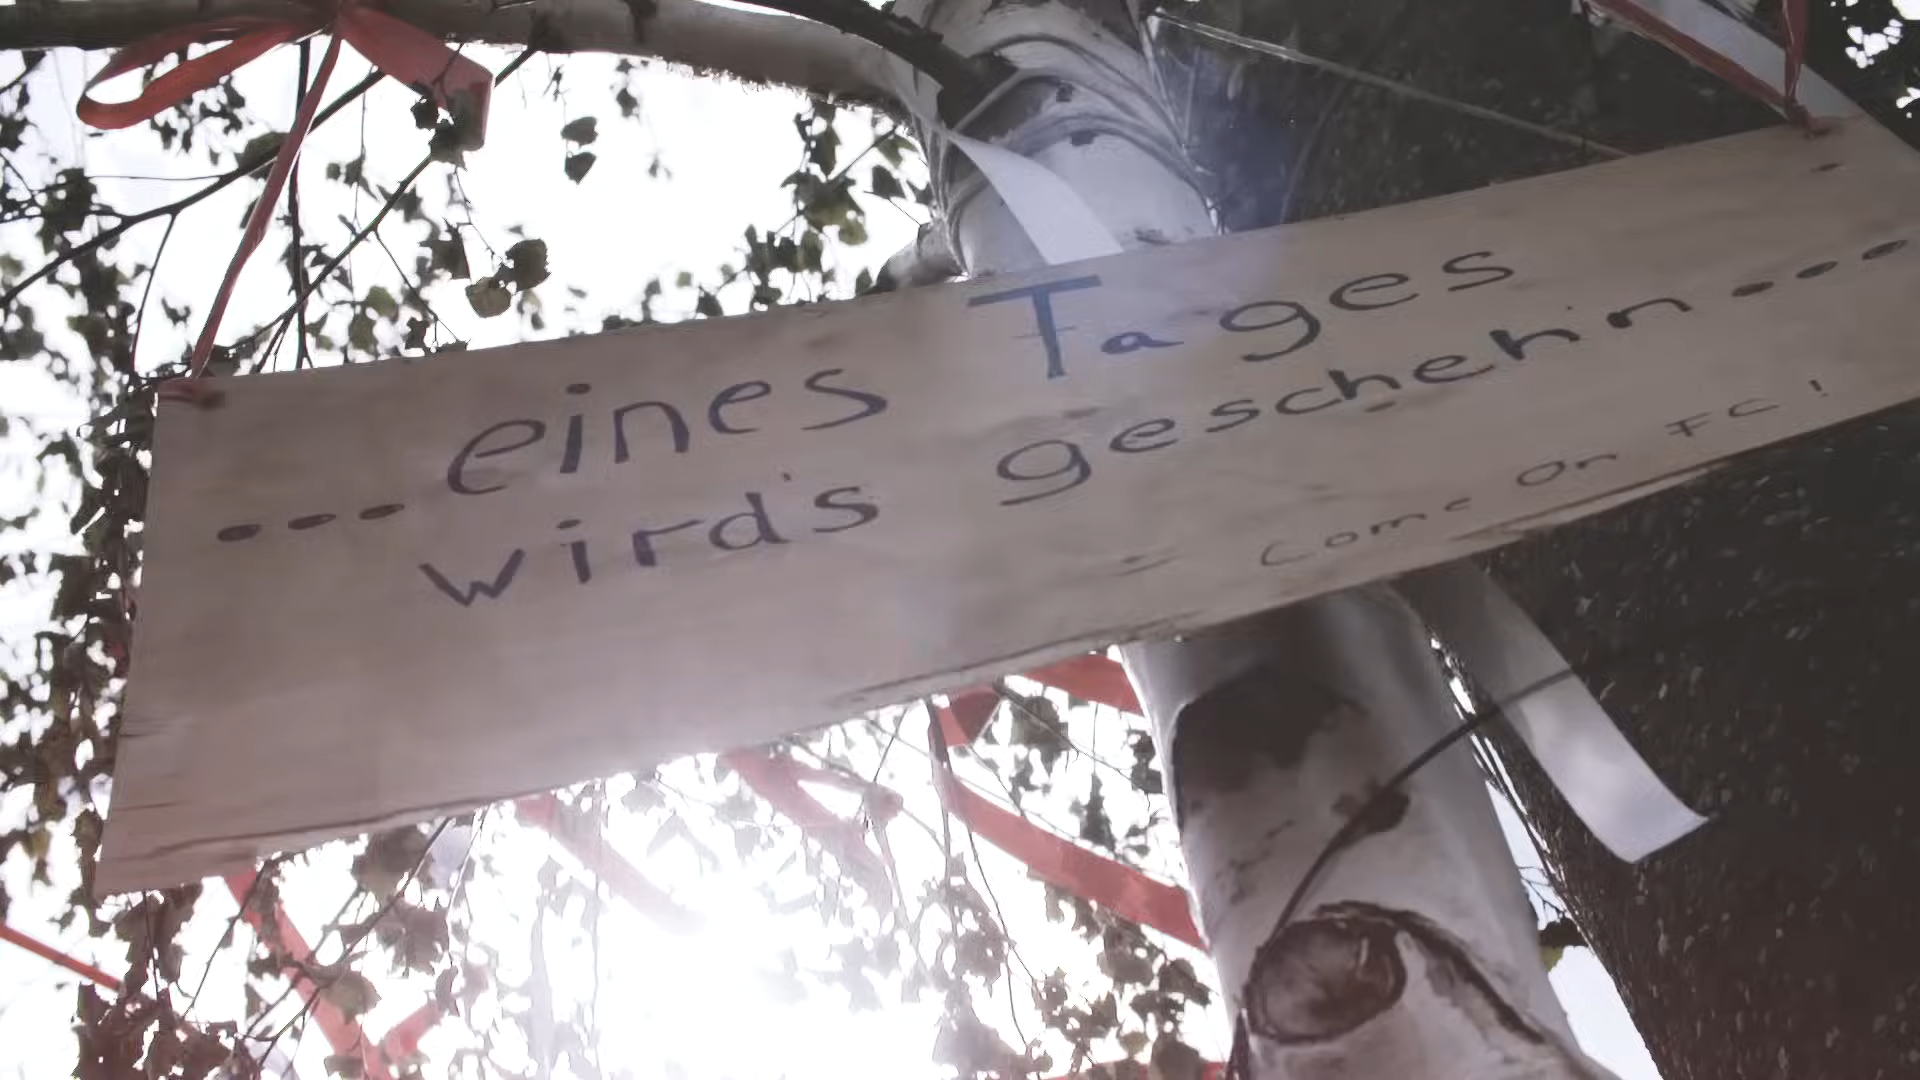 ...eines Tages
wird's geschehn...
- Come On FC!